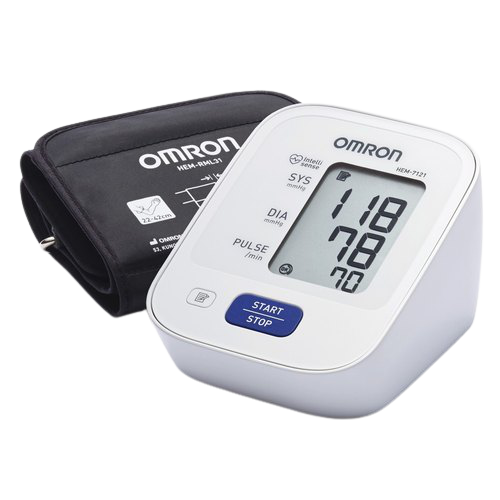 OMRON
HEM-RML31
22-42cm
OMRON
OMRON
HEM-7121
Intelli
sense
SYS
mmHg
118
DIA
mmHg
78
PULSE
/min
70
OK
START
STOP